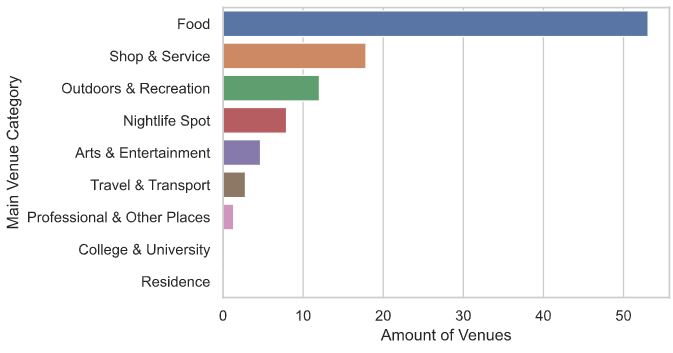 Main Venue Category
Food
Shop & Service
Outdoors & Recreation
Nightlife Spot
Arts & Entertainment
Travel & Transport
Professional & Other Places
College & University
Residence
0 10 20 30 40 50
Amount of Venues